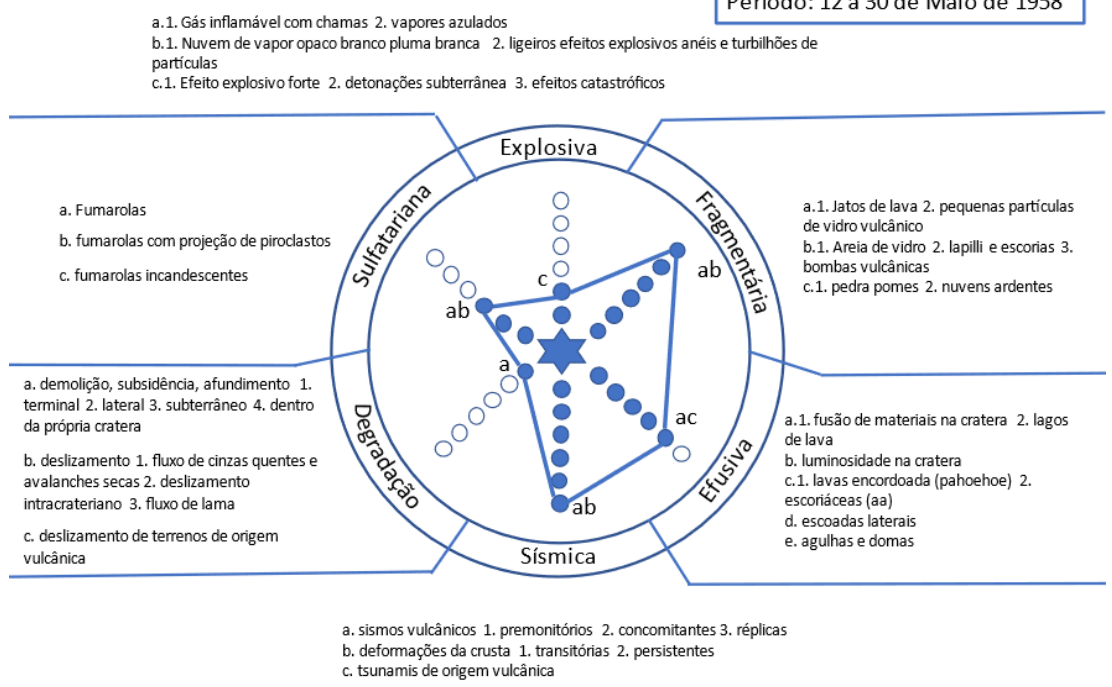 Período: 12 a 30 de Maio de 1958
a.1. Gás inflamável com chamas 2. vapores azulados
b.1. Nuvem de vapor opaco branco pluma branca 2. ligeiros efeitos explosivos anéis e turbilhões de
partículas
c.1. Efeito explosivo forte 2. detonações subterrânea 3. efeitos catastróficos
Explosiva
Sulfatariana
Fragmentária
a. Fumarolas
b. fumarolas com projeção de piroclastos
c. fumarolas incandescentes
a.1. Jatos de lava 2. pequenas partículas
de vidro vulcânico
b.1. Areia de vidro 2. lapilli e escorias 3.
bombas vulcânicas
c.1. pedra pomes 2. nuvens ardentes
c
ab
ab
a
ac
ab
a. demolição, subsidência, afundimento 1.
terminal 2. lateral 3. subterrâneo 4. dentro
da própria cratera
b. deslizamento 1. fluxo de cinzas quentes e
avalanches secas 2. deslizamento
intracrateriano 3. fluxo de lama
c. deslizamento de terrenos de origem
vulcânica
Degradação
Efusiva
a.1. fusão de materiais na cratera 2. lagos
de lava
b. luminosidade na cratera
c.1. lavas encordoada (pahoehoe) 2.
escoriáceas (aa)
d. escoadas laterais
e. agulhas e domas
Sísmica
a. sismos vulcânicos 1. premonitórios 2. concomitantes 3. réplicas
b. deformações da crusta 1. transitórias 2. persistentes
c. tsunamis de origem vulcânica